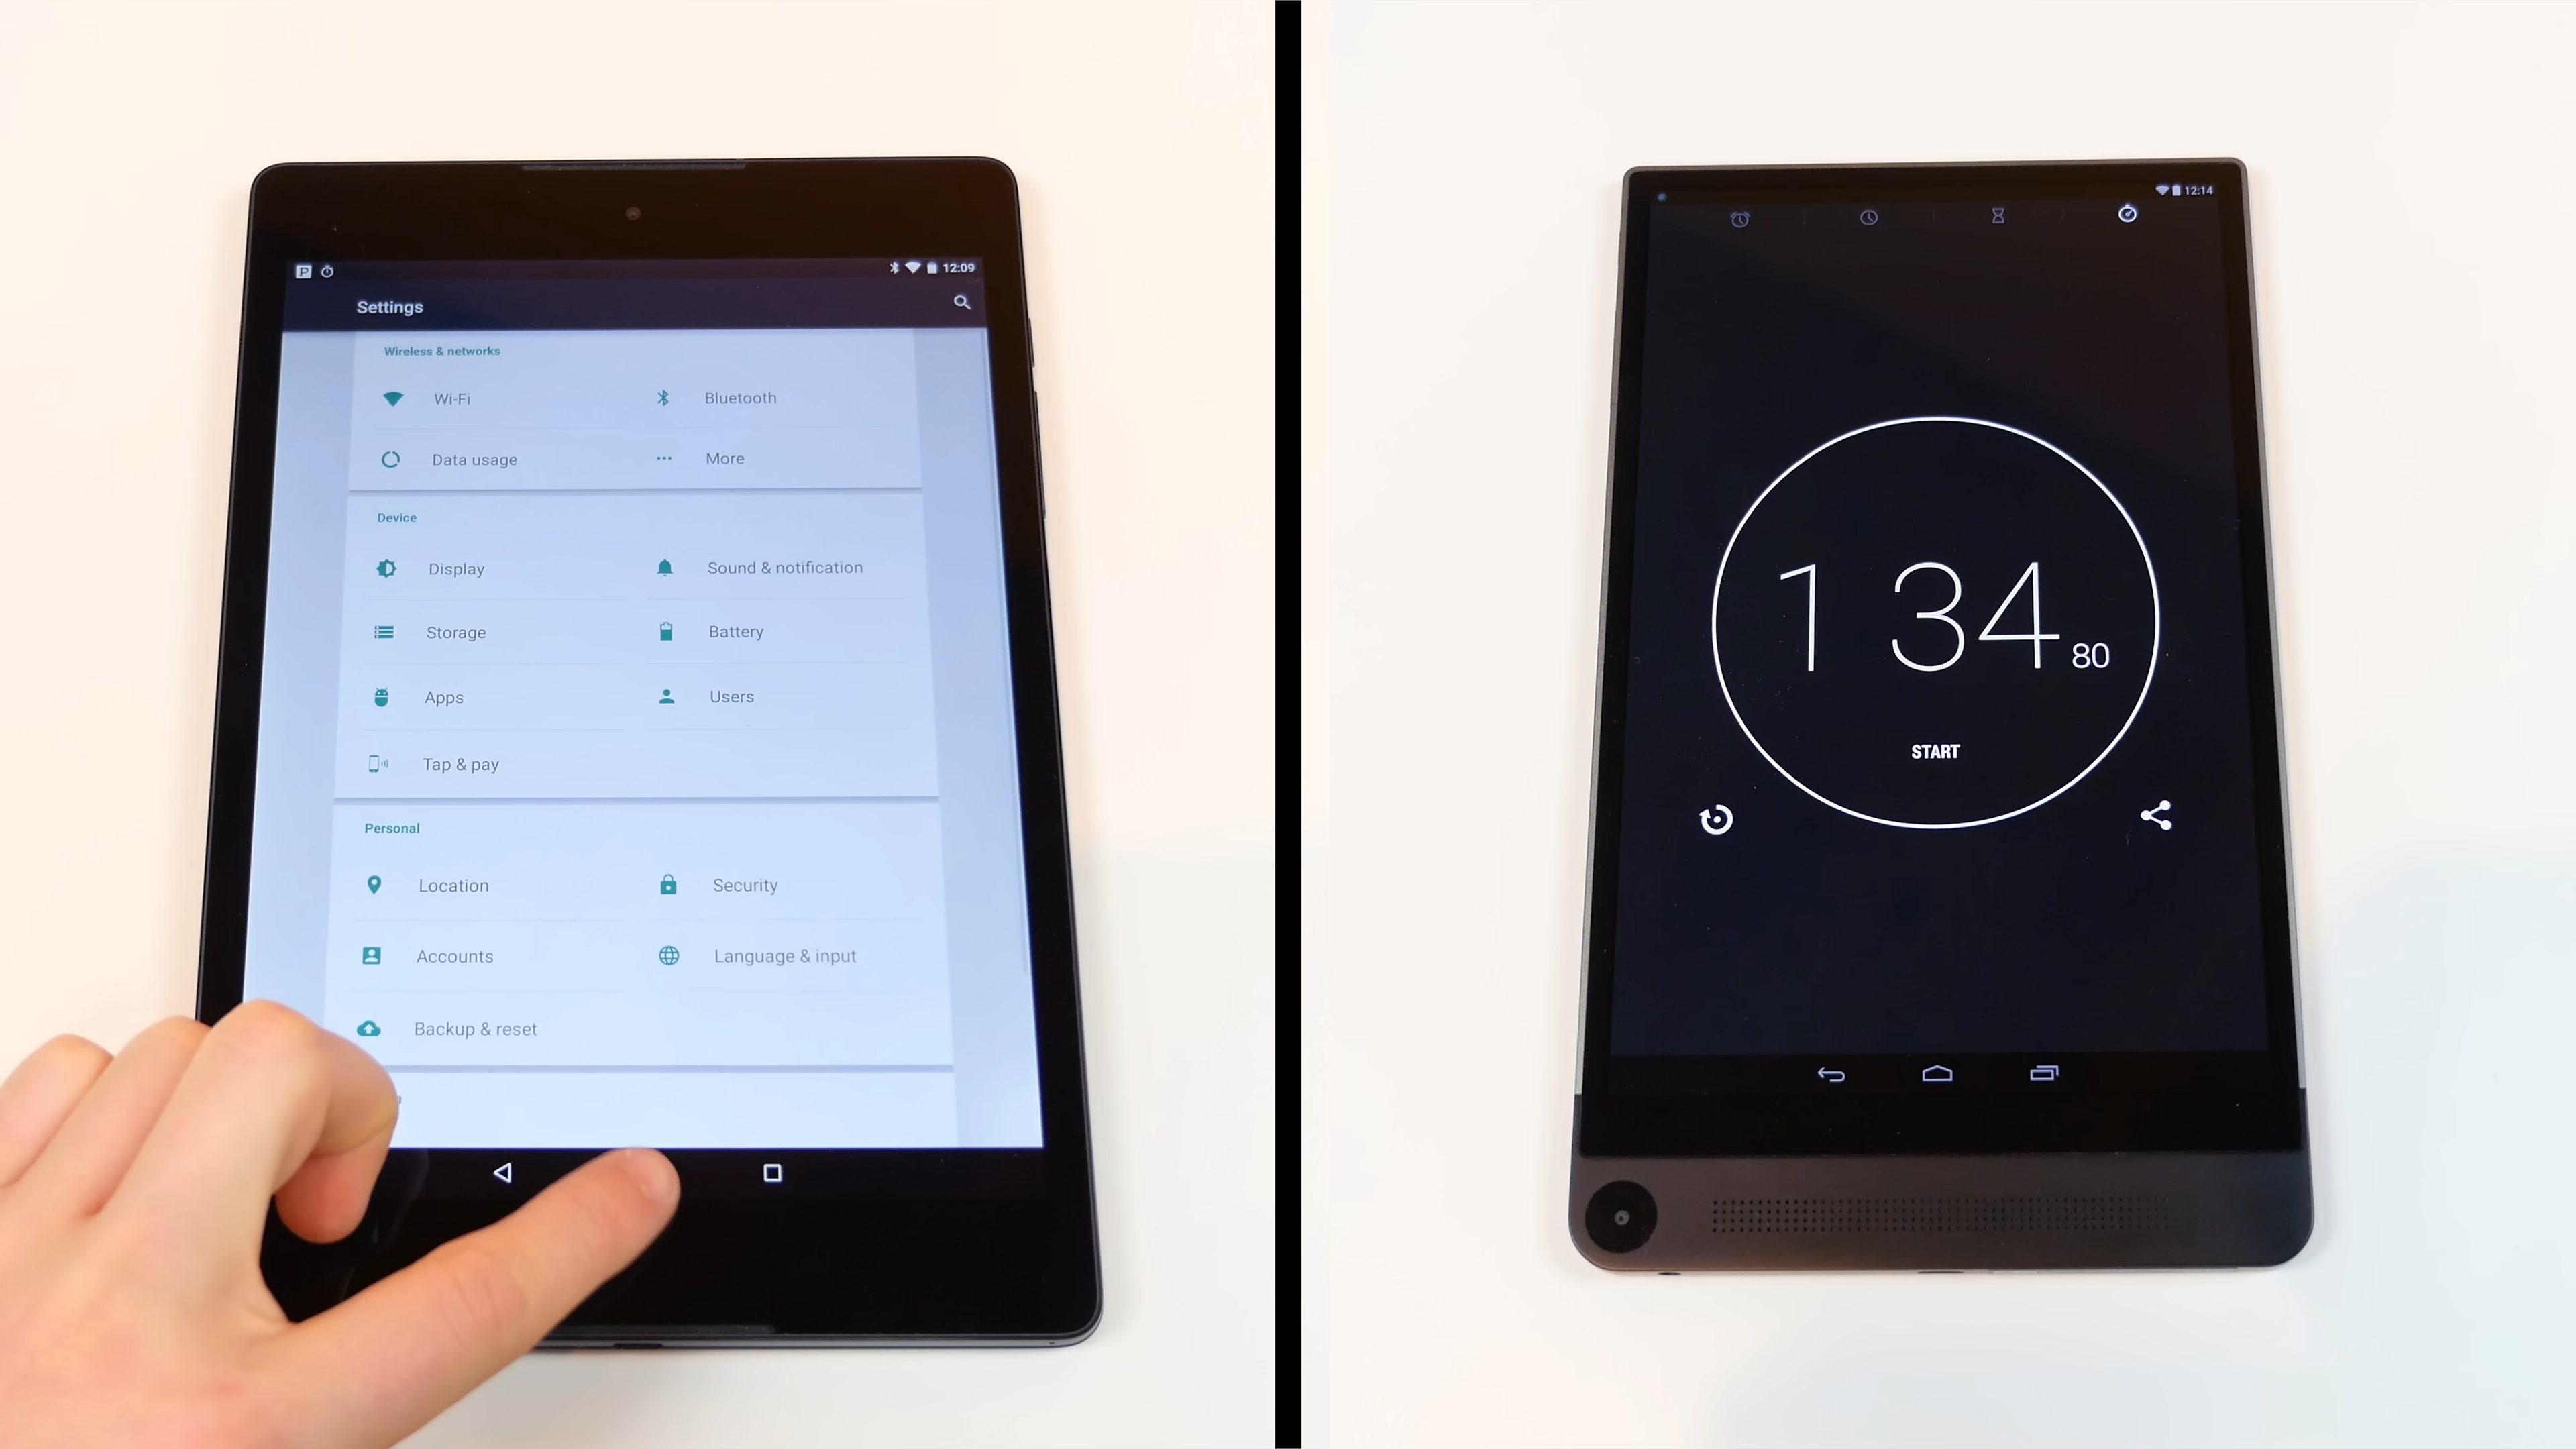 P 12:09
Settings
Wireless & networks
Wi-Fi Bluetooth
Data usage More
Device
Display Sound & notification
Storage Battery
Apps Users
Tap & pay
Personal
Location Security
Accounts Language & input
Backup & reset
12:14
1 34 80
START